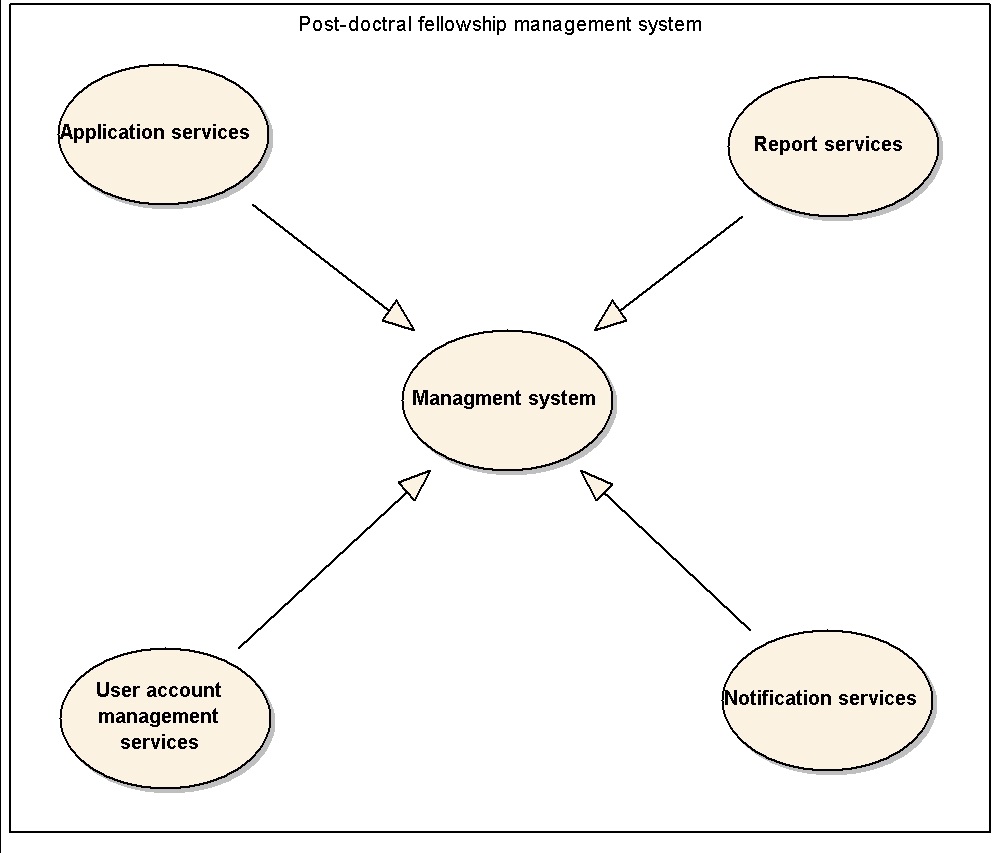 Post-doctral fellowship management system
Application services
Report services
Managment system
User account
management
services
Notification services